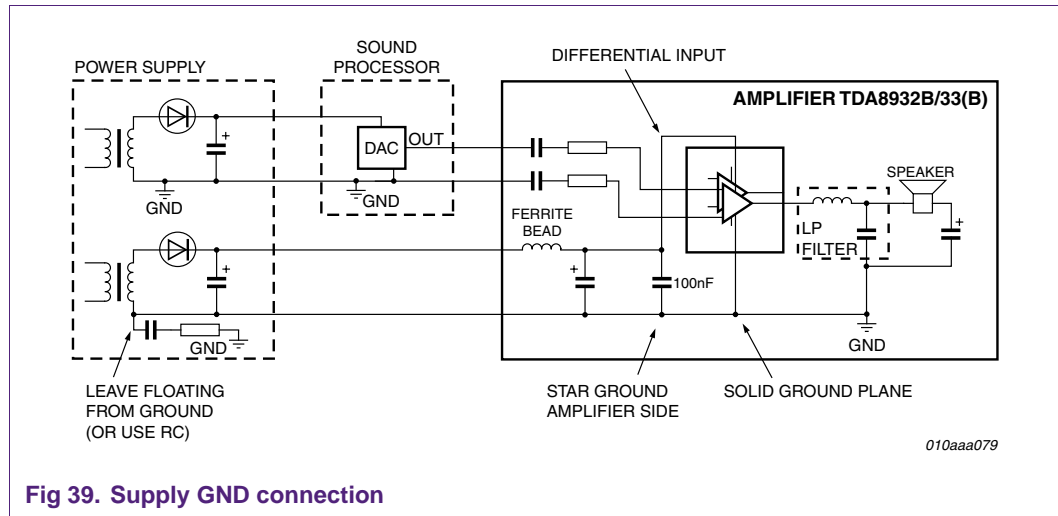 POWER SUPPLY
SOUND
PROCESSOR
DIFFERENTIAL INPUT
AMPLIFIER TDA8932B/33(B)
+
DAC
OUT
GND
GND
SPEAKER
+
FERRITE
BEAD
LP
FILTER
+
+
100nF
GND
GND
LEAVE FLOATING
FROM GROUND
(OR USE RC)
STAR GROUND
AMPLIFIER SIDE
SOLID GROUND PLANE
010aaa079
Fig 39. Supply GND connection